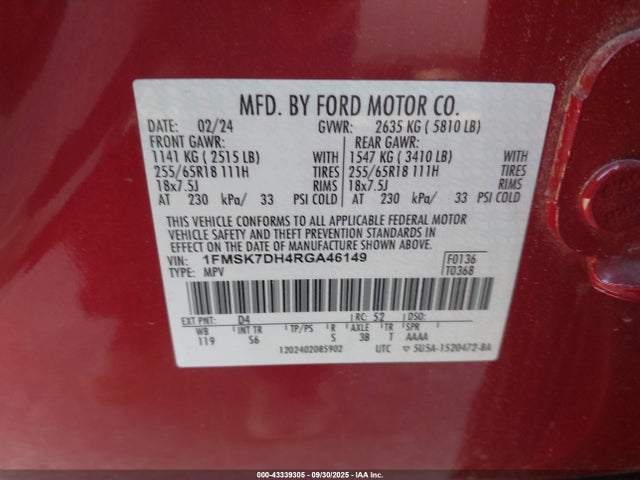 MFD. BY FORD MOTOR CO.
DATE: 02/24 GVWR: 2635 KG ( 5810 LB)
FRONT GAWR: REAR GAWR:
1141 KG ( 2515 LB) WITH 1547 KG ( 3410 LB) WITH
255/65R18 111H TIRES 255/65R18 111H TIRES
18x7.5J RIMS 18x7.5J RIMS
AT 230 kPa/ 33 PSI COLD AT 230 kPa/ 33 PSI COLD
THIS VEHICLE CONFORMS TO ALL APPLICABLE FEDERAL MOTOR
VEHICLE SAFETY AND THEFT PREVENTION STANDARDS IN
EFFECT ON THE DATE OF MANUFACTURE SHOWN ABOVE.
VIN: 1FMSK7DH4RGA46149 F0136
TYPE: MPV T0368
EXT PNT: D4 RC: 52 DSO:
WB INT TR TP/PS R AXLE TR SPR
119 S6 S 3B T AAAA
1202402085902 UTC 5U5A-1520472-BA
000-43339305 - 09/30/2025 - IAA Inc.